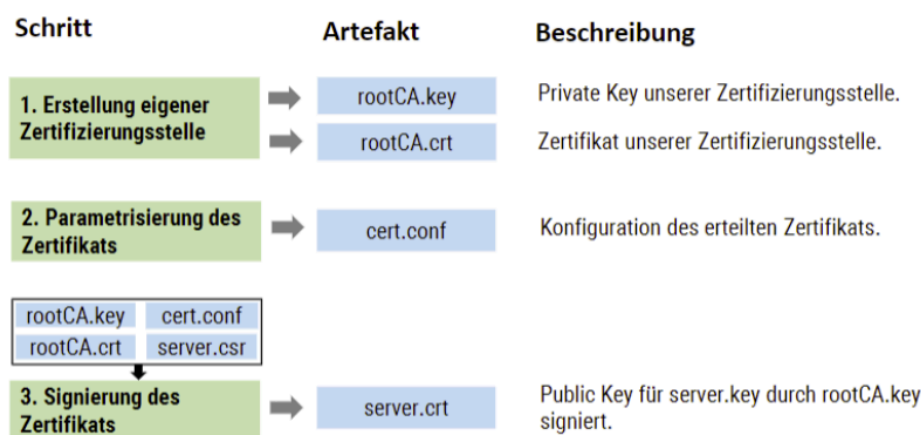 Schritt
Artefakt
Beschreibung
1. Erstellung eigener
Zertifizierungsstelle
rootCA.key
Private Key unserer Zertifizierungsstelle.
rootCA.crt
Zertifikat unserer Zertifizierungsstelle.
2. Parametrisierung des
Zertifikats
cert.conf
Konfiguration des erteilten Zertifikats.
rootCA.key
cert.conf
rootCA.crt
server.csr
3. Signierung des
Zertifikats
server.crt
Public Key für server.key durch rootCA.key
signiert.